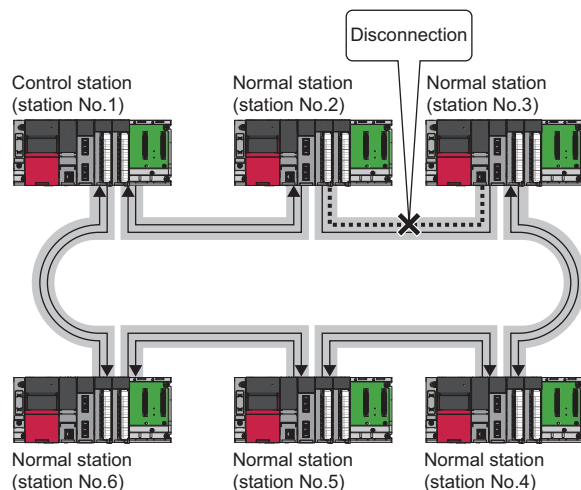 Disconnection
Control station
(station No.1)
Normal station
(station No.2)
Normal station
(station No.3)
Normal station
(station No.6)
Normal station
(station No.5)
Normal station
(station No.4)